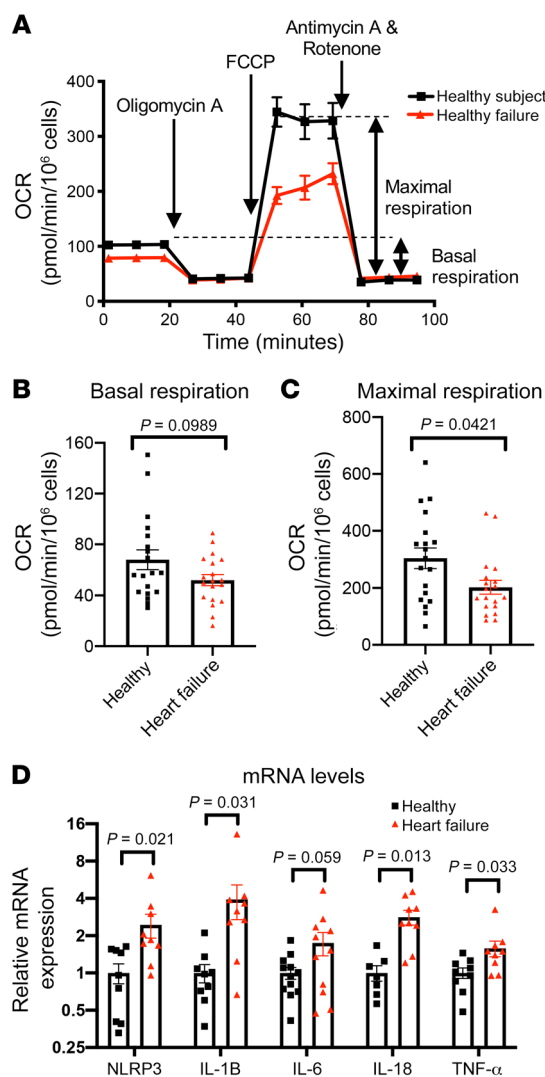 A
Antimycin A &
Rotenone
FCCP
Oligomycin A
Healthy subject
Healthy failure
400
300
200
100
0
OCR
(pmol/min/10⁶ cells)
Maximal
respiration
Basal
respiration
0 20 40 60 80 100
Time (minutes)
B
Basal respiration
P = 0.0989
160
120
80
40
0
OCR
(pmol/min/10⁶ cells)
Healthy
Heart failure
C
Maximal respiration
P = 0.0421
800
600
400
200
0
OCR
(pmol/min/10⁶ cells)
Healthy
Heart failure
D
mRNA levels
Healthy
Heart failure
P = 0.021
P = 0.031
P = 0.059
P = 0.013
P = 0.033
16
8
4
2
1
0.5
0.25
Relative mRNA
expression
NLRP3 IL-1B IL-6 IL-18 TNF-α